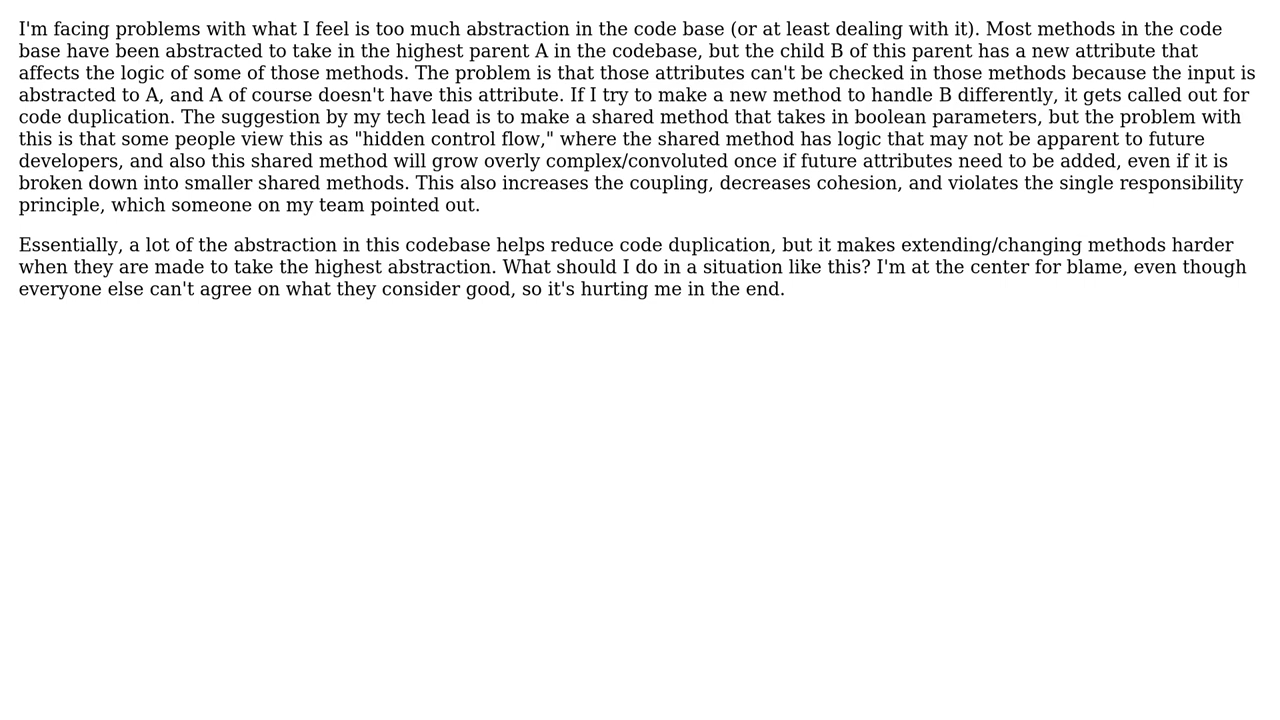 I'm facing problems with what I feel is too much abstraction in the code base (or at least dealing with it). Most methods in the code
base have been abstracted to take in the highest parent A in the codebase, but the child B of this parent has a new attribute that
affects the logic of some of those methods. The problem is that those attributes can't be checked in those methods because the input is
abstracted to A, and A of course doesn't have this attribute. If I try to make a new method to handle B differently, it gets called out for
code duplication. The suggestion by my tech lead is to make a shared method that takes in boolean parameters, but the problem with
this is that some people view this as "hidden control flow," where the shared method has logic that may not be apparent to future
developers, and also this shared method will grow overly complex/convoluted once if future attributes need to be added, even if it is
broken down into smaller shared methods. This also increases the coupling, decreases cohesion, and violates the single responsibility
principle, which someone on my team pointed out.
Essentially, a lot of the abstraction in this codebase helps reduce code duplication, but it makes extending/changing methods harder
when they are made to take the highest abstraction. What should I do in a situation like this? I'm at the center for blame, even though
everyone else can't agree on what they consider good, so it's hurting me in the end.